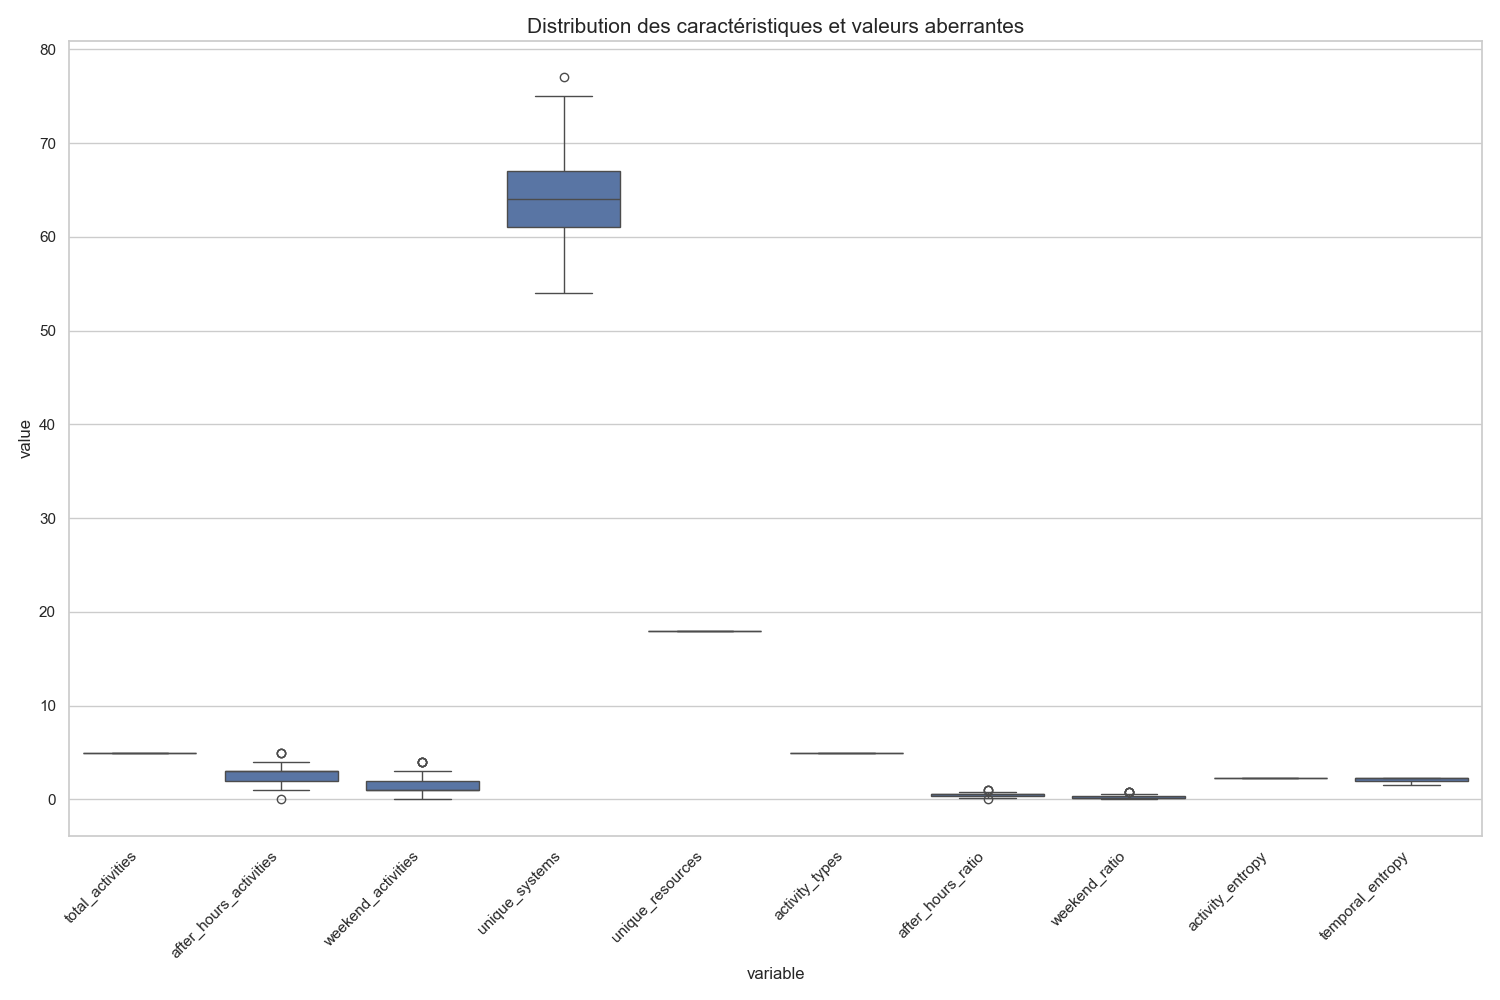 Distribution des caractéristiques et valeurs aberrantes
80
70
60
50
40
30
20
10
0
value
total_activities
after_hours_activities
weekend_activities
unique_systems
unique_resources
activity_types
after_hours_ratio
weekend_ratio
activity_entropy
temporal_entropy
variable